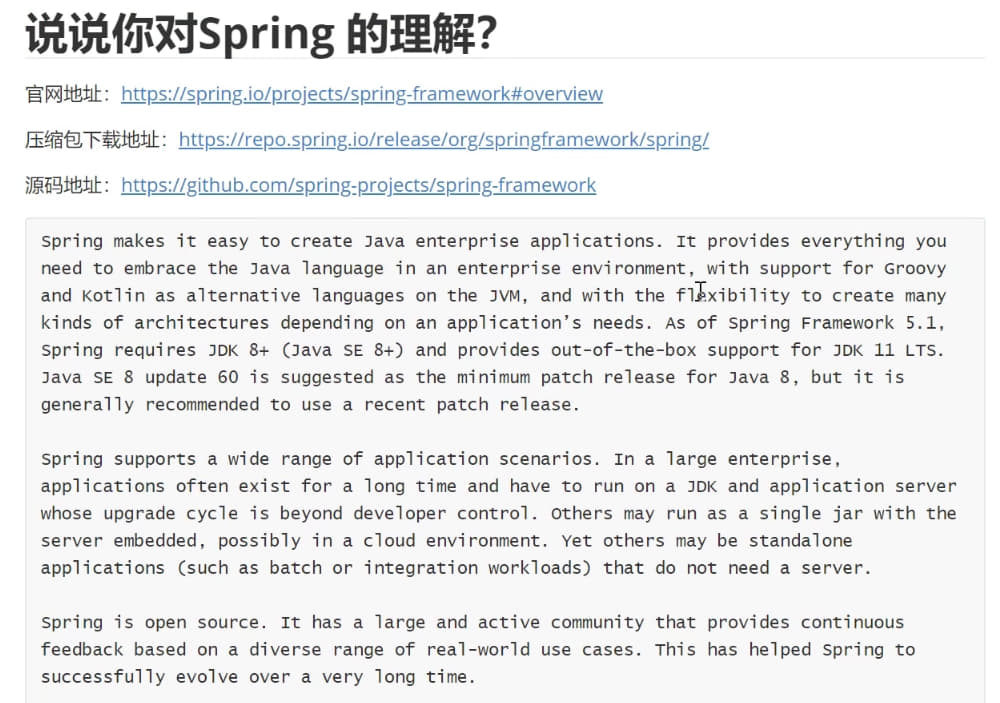 说说你对Spring 的理解？
官网地址：https://spring.io/projects/spring-framework#overview
压缩包下载地址：https://repo.spring.io/release/org/springframework/spring/
源码地址：https://github.com/spring-projects/spring-framework
Spring makes it easy to create Java enterprise applications. It provides everything you
need to embrace the Java language in an enterprise environment, with support for Groovy
and Kotlin as alternative languages on the JVM, and with the flexibility to create many
kinds of architectures depending on an application’s needs. As of Spring Framework 5.1,
Spring requires JDK 8+ (Java SE 8+) and provides out-of-the-box support for JDK 11 LTS.
Java SE 8 update 60 is suggested as the minimum patch release for Java 8, but it is
generally recommended to use a recent patch release.
Spring supports a wide range of application scenarios. In a large enterprise,
applications often exist for a long time and have to run on a JDK and application server
whose upgrade cycle is beyond developer control. Others may run as a single jar with the
server embedded, possibly in a cloud environment. Yet others may be standalone
applications (such as batch or integration workloads) that do not need a server.
Spring is open source. It has a large and active community that provides continuous
feedback based on a diverse range of real-world use cases. This has helped Spring to
successfully evolve over a very long time.